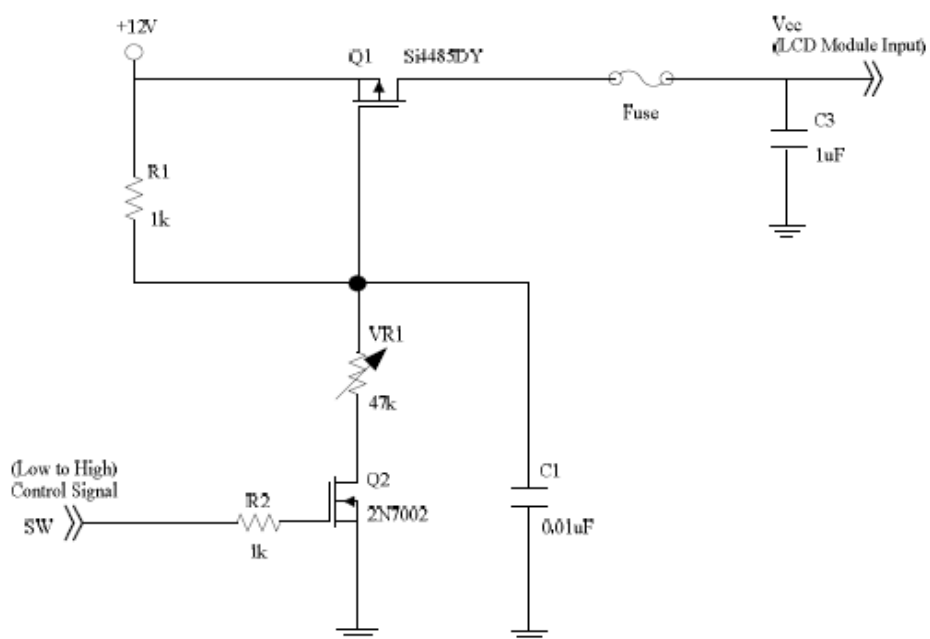 +12V
Q1
Si4485DY
Vcc
(LCD Module Input)
Fuse
C3
1uF
R1
1k
VR1
47k
(Low to High)
Control Signal
SW
R2
1k
Q2
2N7002
C1
0.01uF